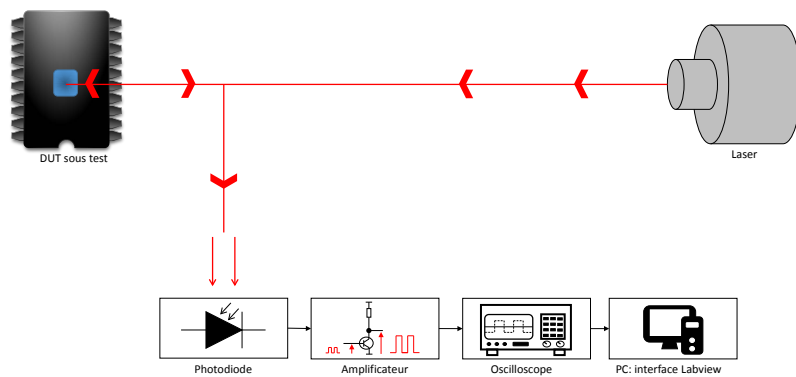 DUT sous test
Laser
Photodiode
Amplificateur
Oscilloscope
PC: interface Labview